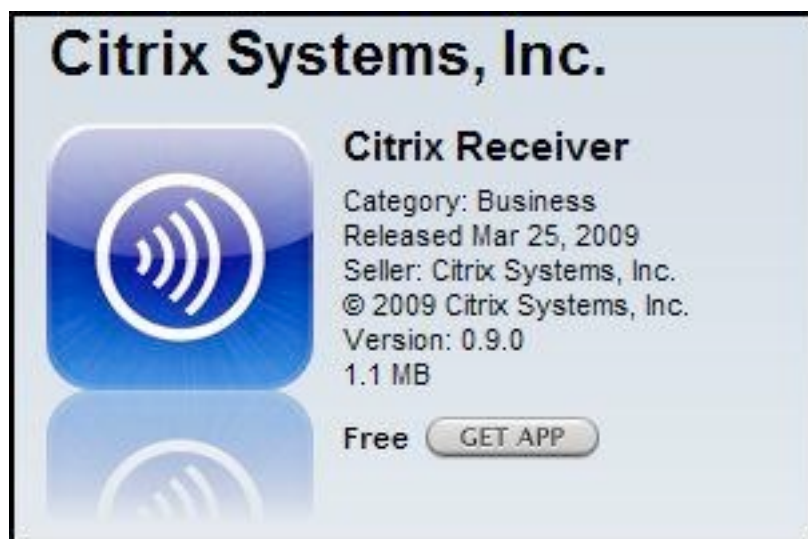 Citrix Systems, Inc.
Citrix Receiver
Category: Business
Released Mar 25, 2009
Seller: Citrix Systems, Inc.
© 2009 Citrix Systems, Inc.
Version: 0.9.0
1.1 MB
Free GET APP